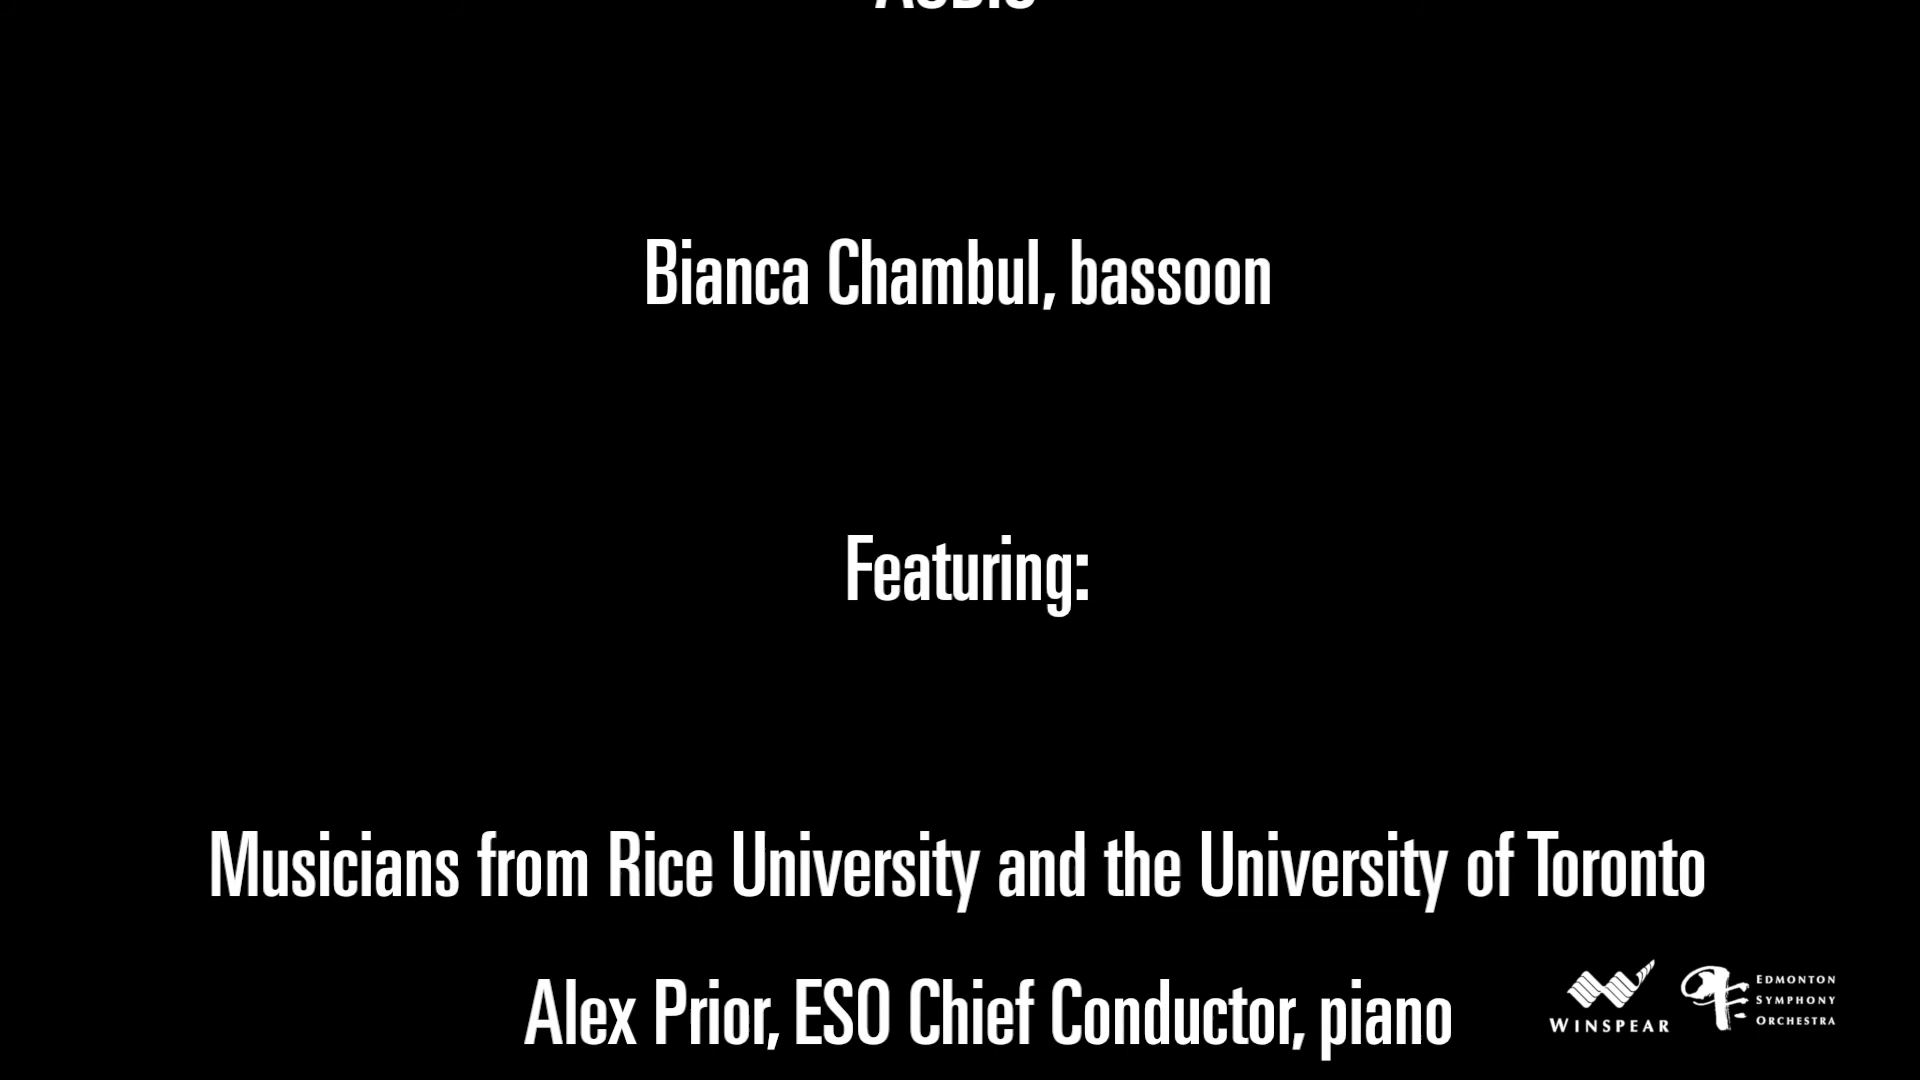 AUDIO
Bianca Chambul, bassoon
Featuring:
Musicians from Rice University and the University of Toronto
Alex Prior, ESO Chief Conductor, piano
WINSPEAR
EDMONTON
SYMPHONY
ORCHESTRA